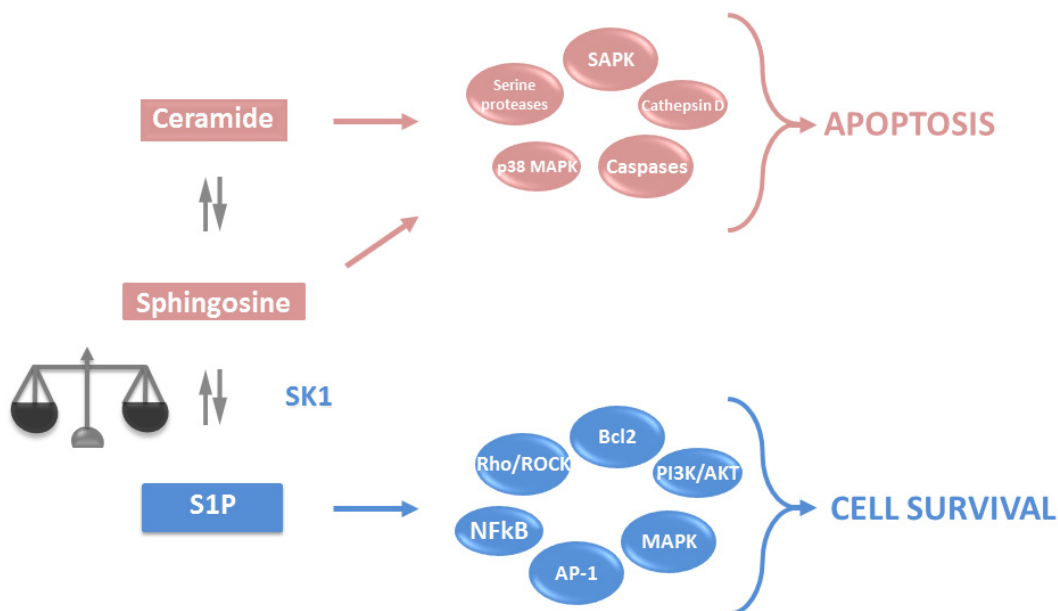 SAPK
Serine
proteases
Cathepsin D
Ceramide
APOPTOSIS
p38 MAPK
Caspases
Sphingosine
SK1
Bcl2
Rho/ROCK
PI3K/AKT
S1P
CELL SURVIVAL
NFkB
MAPK
AP-1